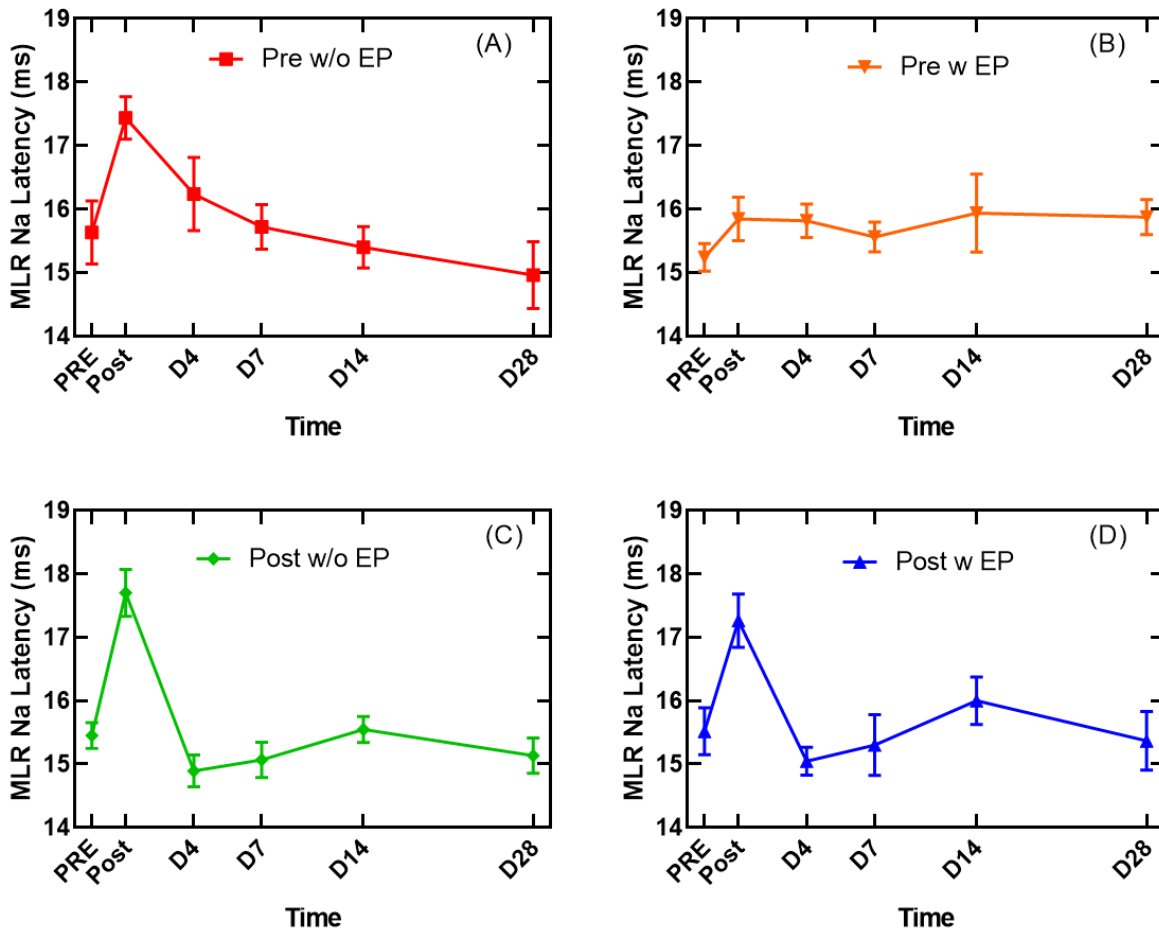 (A)
Pre w/o EP
MLR Na Latency (ms)
19
18
17
16
15
14
PRE
Post
D4
D7
D14
D28
Time
(B)
Pre w EP
MLR Na Latency (ms)
19
18
17
16
15
14
PRE
Post
D4
D7
D14
D28
Time
(C)
Post w/o EP
MLR Na Latency (ms)
19
18
17
16
15
14
PRE
Post
D4
D7
D14
D28
Time
(D)
Post w EP
MLR Na Latency (ms)
19
18
17
16
15
14
PRE
Post
D4
D7
D14
D28
Time